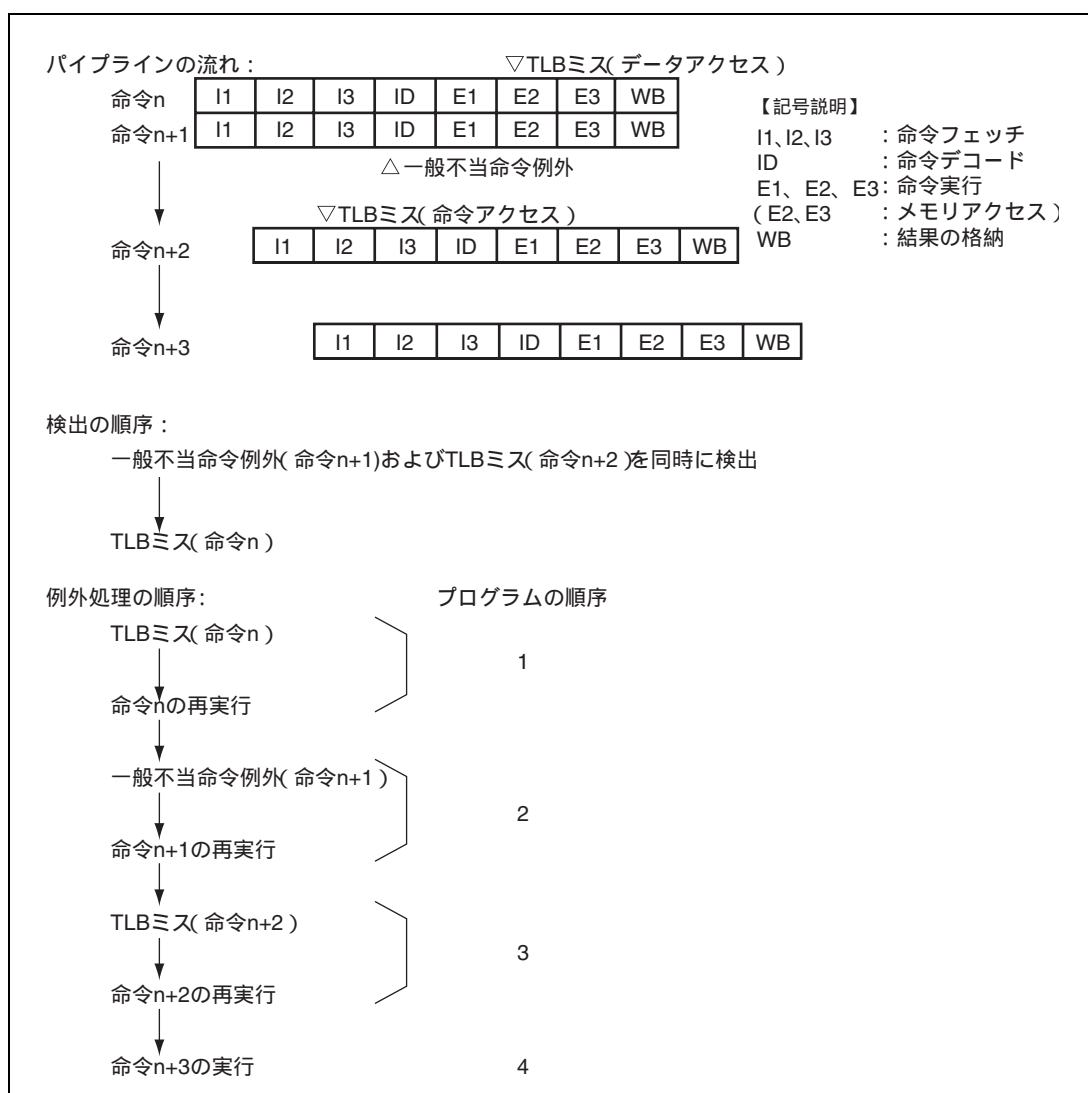 パイプラインの流れ： ▽TLBミス（データアクセス）
命令n I1 I2 I3 ID E1 E2 E3 WB
命令n+1 I1 I2 I3 ID E1 E2 E3 WB
△一般不当命令例外
▽TLBミス（命令アクセス）
命令n+2 I1 I2 I3 ID E1 E2 E3 WB
命令n+3 I1 I2 I3 ID E1 E2 E3 WB
【記号説明】
I1、I2、I3 ：命令フェッチ
ID ：命令デコード
E1、E2、E3：命令実行
（E2、E3 ：メモリアクセス）
WB ：結果の格納
検出の順序：
一般不当命令例外（命令n+1)およびTLBミス（命令n+2）を同時に検出
TLBミス（命令n）
例外処理の順序: プログラムの順序
TLBミス（命令n）
1
命令nの再実行
一般不当命令例外（命令n+1）
2
命令n+1の再実行
TLBミス（命令n+2）
3
命令n+2の再実行
命令n+3の実行 4